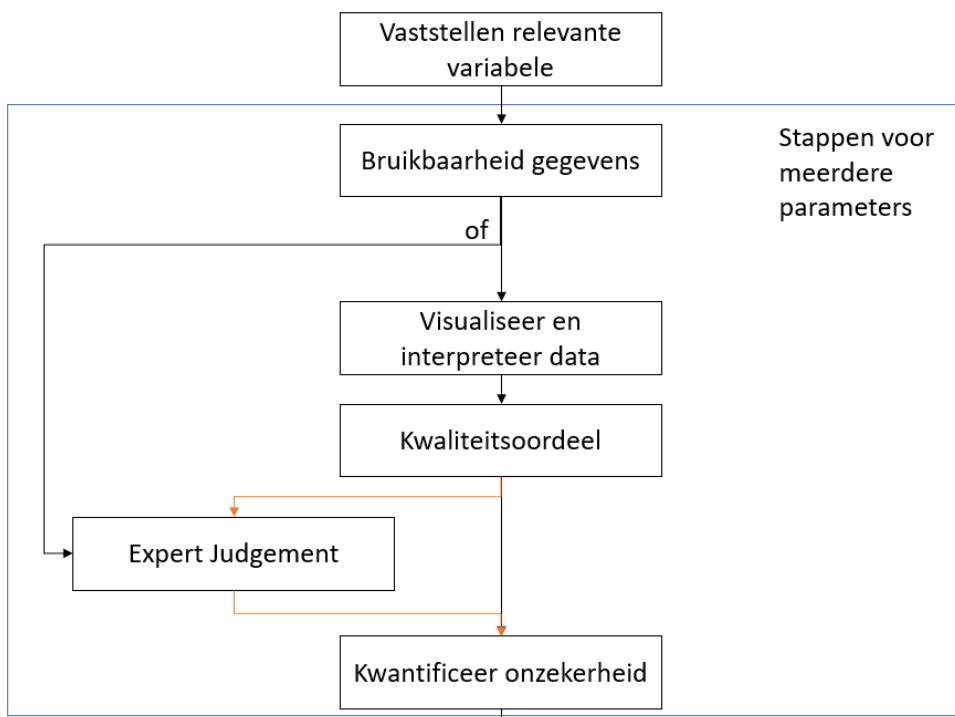 Vaststellen relevante
variabele
Bruikbaarheid gegevens
Stappen voor
meerdere
parameters
of
Visualiseer en
interpreteer data
Kwaliteitsoordeel
Expert Judgement
Kwantificeer onzekerheid